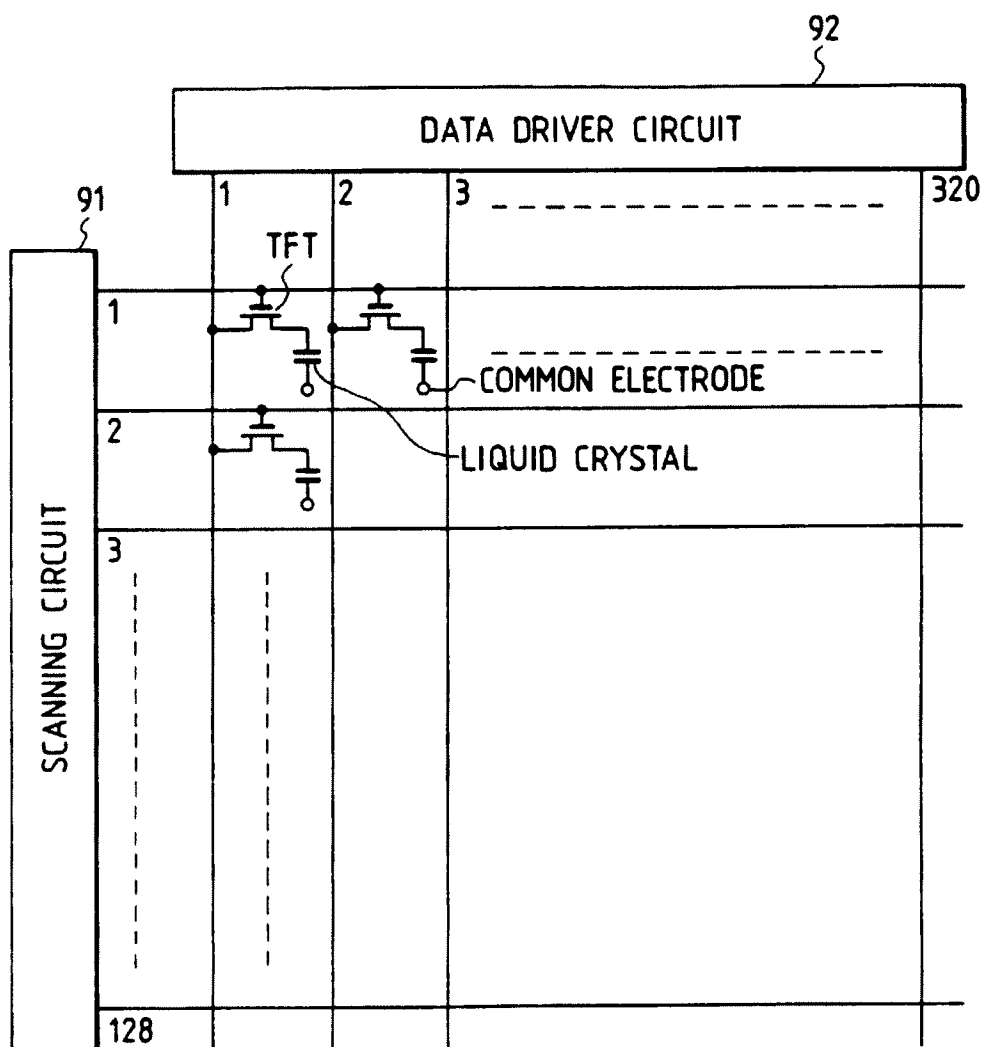 92
DATA DRIVER CIRCUIT
91
1
2
3
320
TFT
1
COMMON ELECTRODE
2
LIQUID CRYSTAL
3
SCANNING CIRCUIT
128